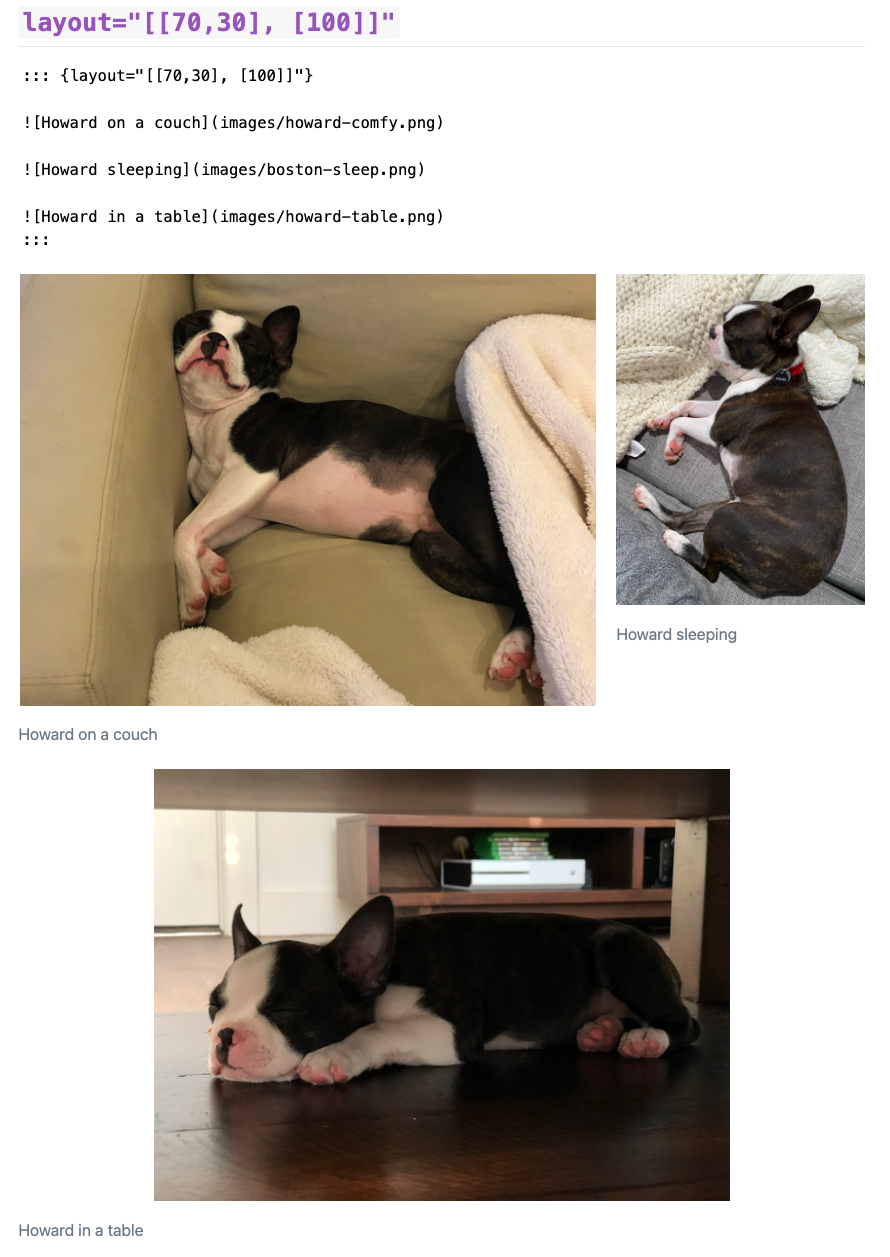 layout="[[70,30], [100]]"
::: {layout="[[70,30], [100]]"}
![Howard on a couch](images/howard-comfy.png)
![Howard sleeping](images/boston-sleep.png)
![Howard in a table](images/howard-table.png)
:::
Howard sleeping
Howard on a couch
Howard in a table